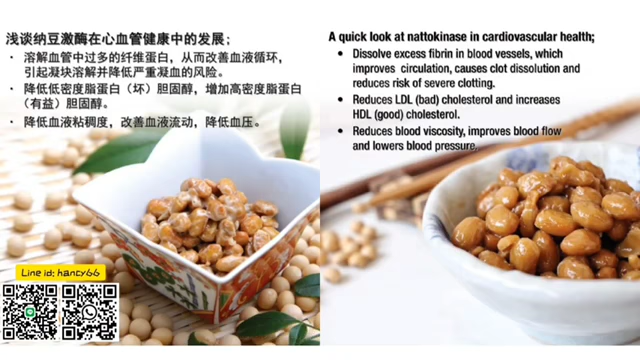 浅谈纳豆激酶在心血管健康中的发展；
· 溶解血管中过多的纤维蛋白，从而改善血液循环，
引起凝块溶解并降低严重凝血的风险。
· 降低低密度脂蛋白（坏）胆固醇，增加高密度脂蛋白
（有益）胆固醇。
· 降低血液粘稠度，改善血液流动，降低血压。
Line id: hanty66
A quick look at nattokinase in cardiovascular health;
• Dissolve excess fibrin in blood vessels, which
improves circulation, causes clot dissolution and
reduces risk of severe clotting.
• Reduces LDL (bad) cholesterol and increases
HDL (good) cholesterol.
• Reduces blood viscosity, improves blood flow
and lowers blood pressure.